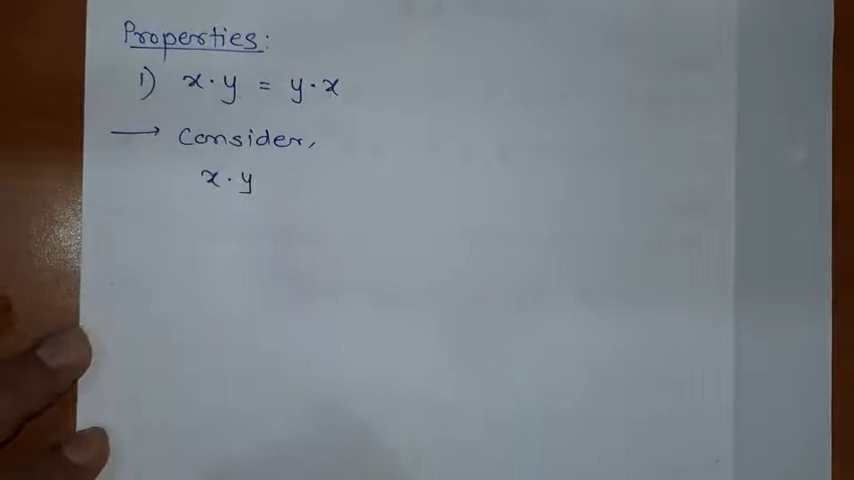 Properties:
1) x·y = y·x
→ Consider,
x·y